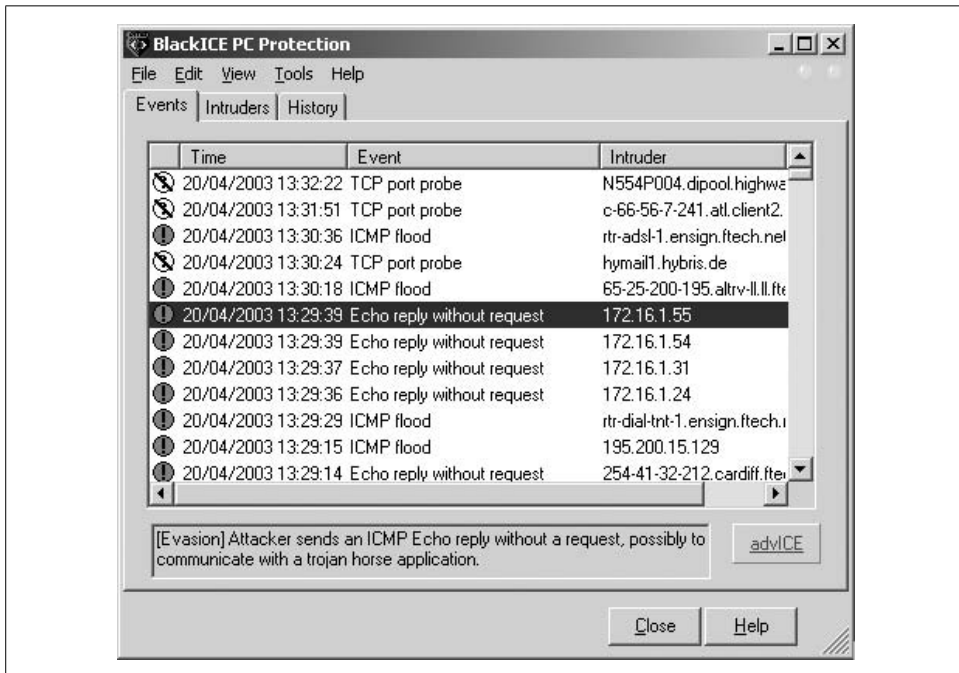 BlackICE PC Protection
File Edit View Tools Help
Events Intruders History
Time Event Intruder
20/04/2003 13:32:22 TCP port probe N554P004.dipool.highwa
20/04/2003 13:31:51 TCP port probe c-66-56-7-241.atl.client2.
20/04/2003 13:30:36 ICMP flood rtr-adsl-1.ensign.ftech.net
20/04/2003 13:30:24 TCP port probe hymail1.hybris.de
20/04/2003 13:30:18 ICMP flood 65-25-200-195.altrv-ll.ll.fte
20/04/2003 13:29:39 Echo reply without request 172.16.1.55
20/04/2003 13:29:39 Echo reply without request 172.16.1.54
20/04/2003 13:29:37 Echo reply without request 172.16.1.31
20/04/2003 13:29:36 Echo reply without request 172.16.1.24
20/04/2003 13:29:29 ICMP flood rtr-dial-tnt-1.ensign.ftech.
20/04/2003 13:29:15 ICMP flood 195.200.15.129
20/04/2003 13:29:14 Echo reply without request 254-41-32-212.cardiff.fte
[Evasion] Attacker sends an ICMP Echo reply without a request, possibly to
communicate with a trojan horse application.
advICE
Close Help